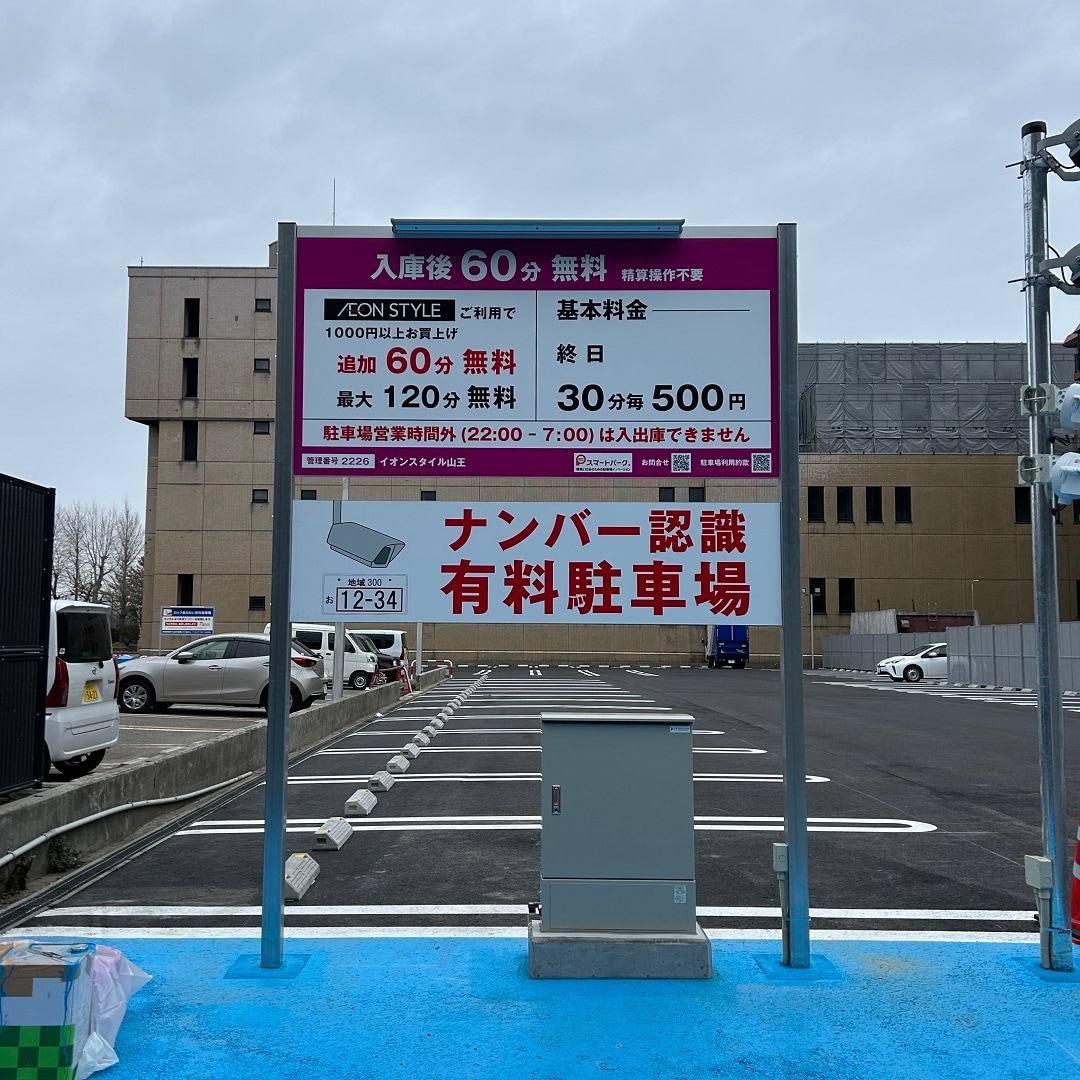 入庫後 60分 無料 精算操作不要
ÆON STYLE ご利用で
1000円以上お買上げ
追加 60分 無料
最大 120分 無料
基本料金
終日
30分毎 500円
駐車場営業時間外 (22:00 - 7:00) は入出庫できません
管理番号 2226 イオンスタイル山王
スマートパーク。 お問合せ 駐車場利用約款
ナンバー認識
有料駐車場
地域 300
お 12-34